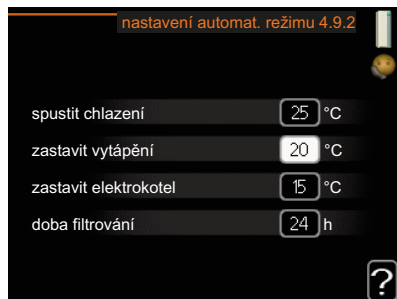 nastavení automat. režimu 4.9.2
spustit chlazení 25 °C
zastavit vytápění 20 °C
zastavit elektrokotel 15 °C
doba filtrování 24 h
?